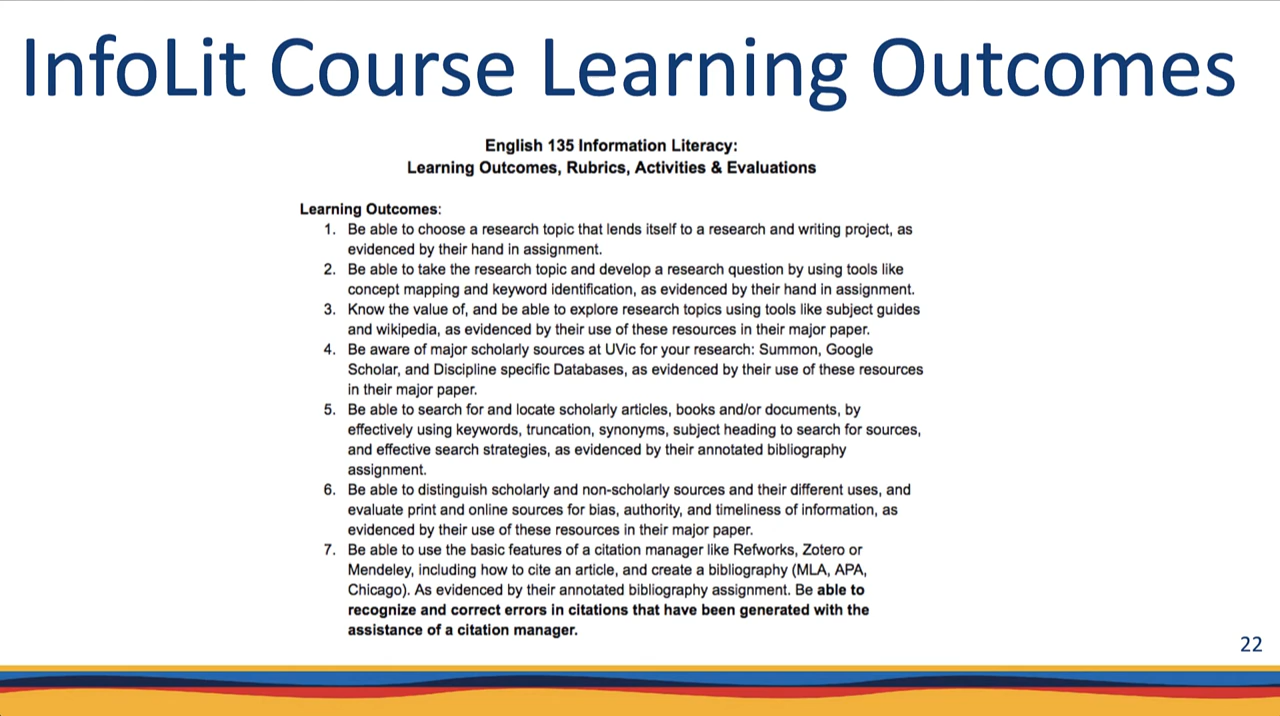 InfoLit Course Learning Outcomes
English 135 Information Literacy:
Learning Outcomes, Rubrics, Activities & Evaluations
Learning Outcomes:
1. Be able to choose a research topic that lends itself to a research and writing project, as
evidenced by their hand in assignment.
2. Be able to take the research topic and develop a research question by using tools like
concept mapping and keyword identification, as evidenced by their hand in assignment.
3. Know the value of, and be able to explore research topics using tools like subject guides
and wikipedia, as evidenced by their use of these resources in their major paper.
4. Be aware of major scholarly sources at UVic for your research: Summon, Google
Scholar, and Discipline specific Databases, as evidenced by their use of these resources
in their major paper.
5. Be able to search for and locate scholarly articles, books and/or documents, by
effectively using keywords, truncation, synonyms, subject heading to search for sources,
and effective search strategies, as evidenced by their annotated bibliography
assignment.
6. Be able to distinguish scholarly and non-scholarly sources and their different uses, and
evaluate print and online sources for bias, authority, and timeliness of information, as
evidenced by their use of these resources in their major paper.
7. Be able to use the basic features of a citation manager like Refworks, Zotero or
Mendeley, including how to cite an article, and create a bibliography (MLA, APA,
Chicago). As evidenced by their annotated bibliography assignment. Be able to
recognize and correct errors in citations that have been generated with the
assistance of a citation manager.
22